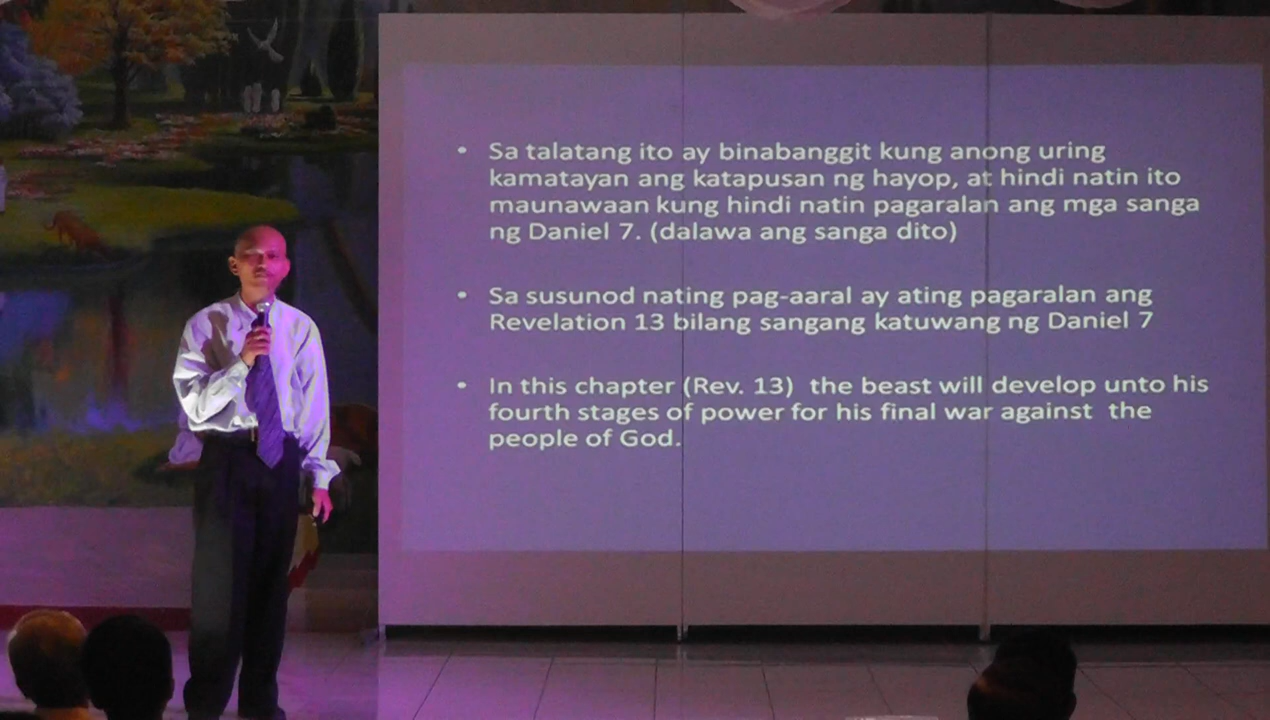 • Sa talatang ito ay binabanggit kung anong uring
kamatayan ang katapusan ng hayop, at hindi natin ito
maunawaan kung hindi natin pagaralan ang mga sanga
ng Daniel 7. (dalawa ang sanga dito)
• Sa susunod nating pag-aaral ay ating pagaralan ang
Revelation 13 bilang sangang katuwang ng Daniel 7
• In this chapter (Rev. 13) the beast will develop unto his
fourth stages of power for his final war against the
people of God.